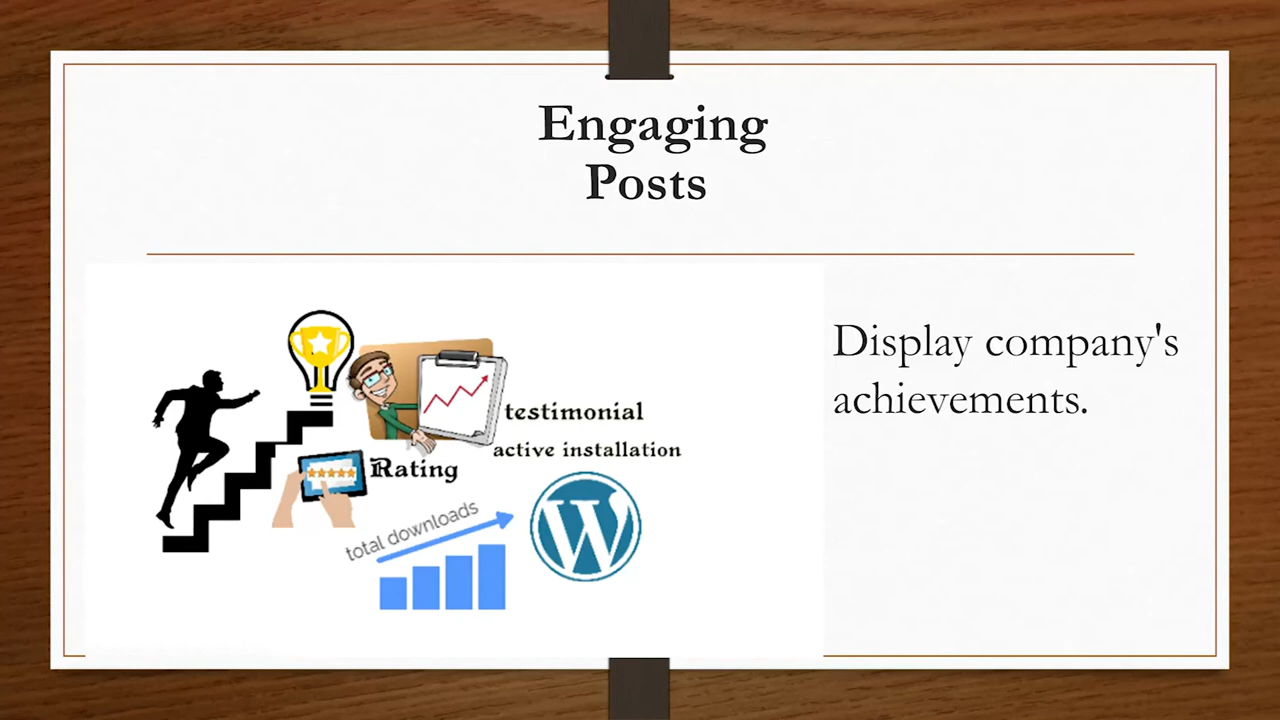 Engaging
Posts
Display company's
achievements.
testimonial
active installation
Rating
total downloads
W